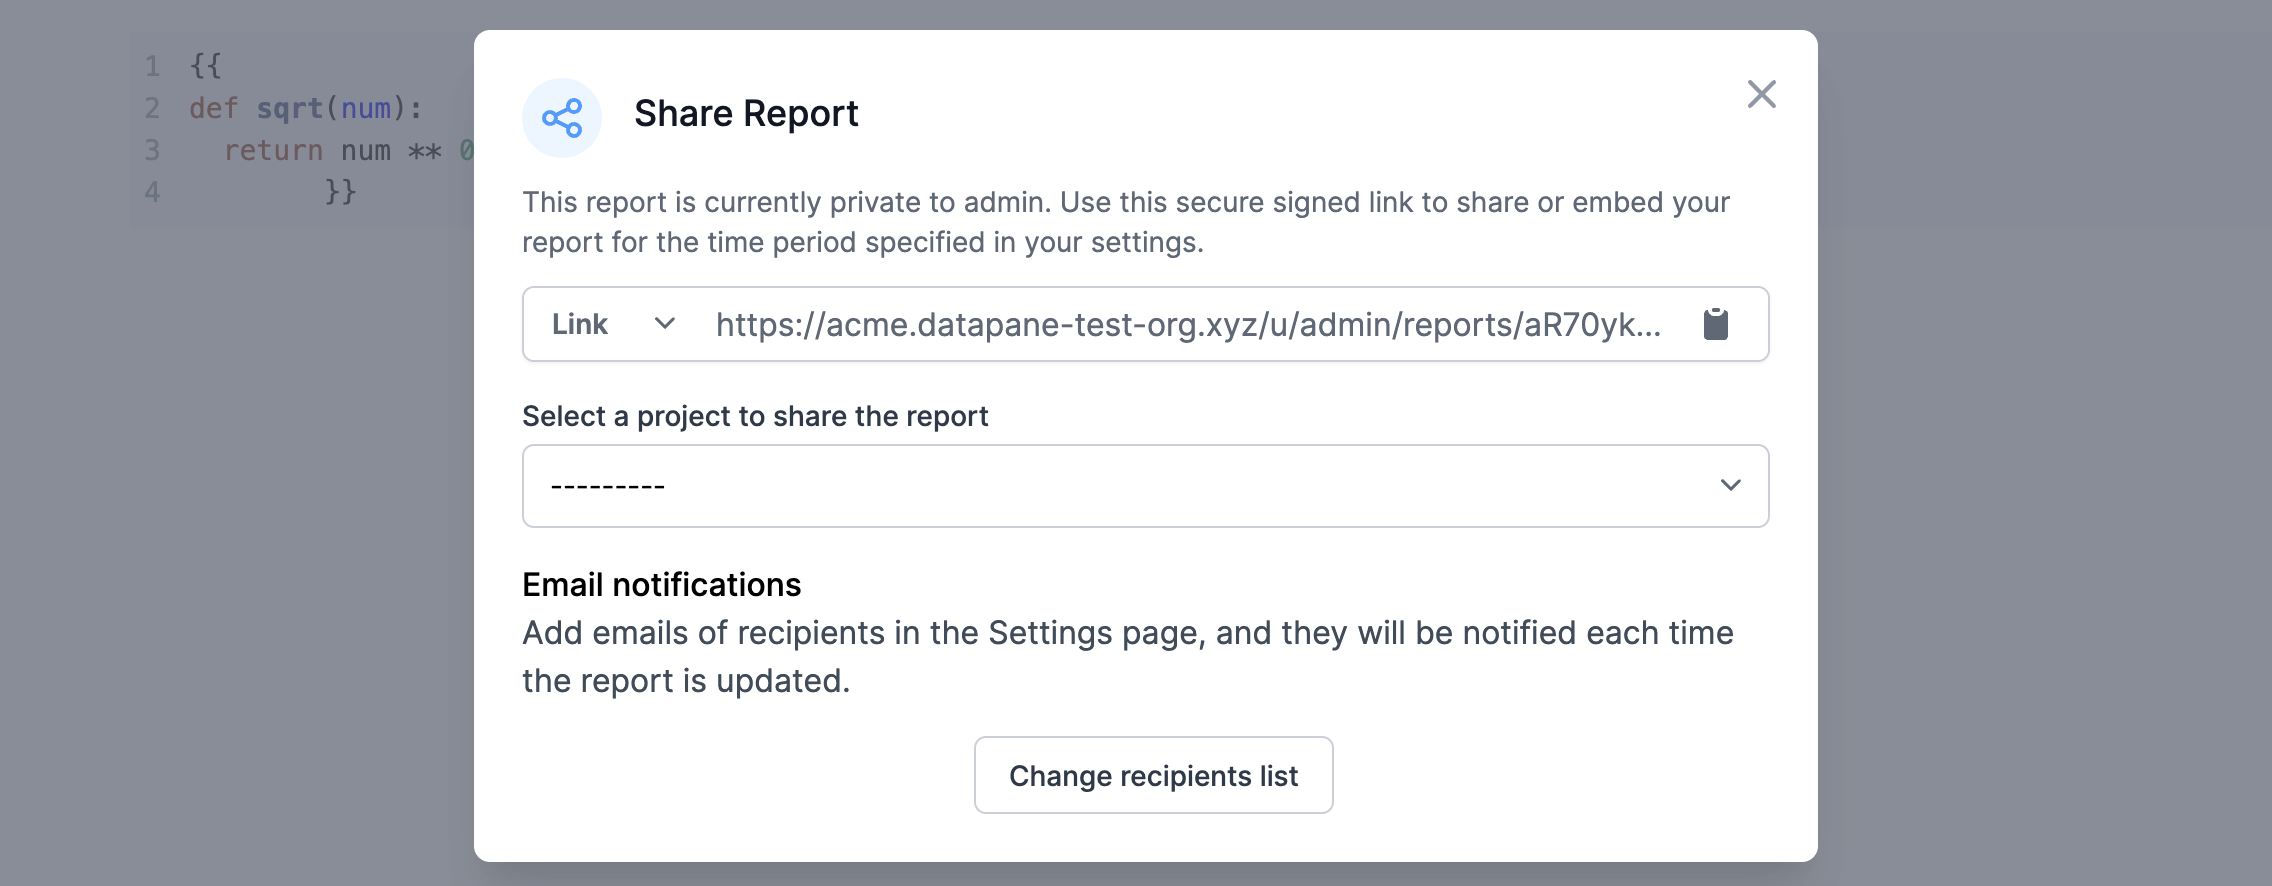 1 {{
2 def sqrt(num):
3 return num ** 0
4 }}
Share Report
This report is currently private to admin. Use this secure signed link to share or embed your
report for the time period specified in your settings.
Link https://acme.datapane-test-org.xyz/u/admin/reports/aR70yk...
Select a project to share the report
---------
Email notifications
Add emails of recipients in the Settings page, and they will be notified each time
the report is updated.
Change recipients list